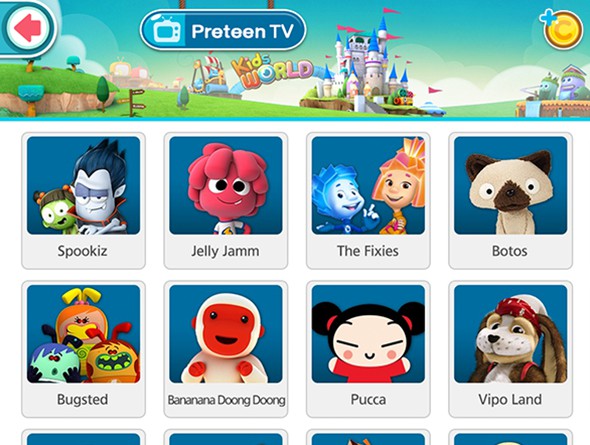 Preteen TV
Kids
WORLD
C
Spookiz
Jelly Jamm
The Fixies
Botos
Bugsted
Bananana Doong Doong
Pucca
Vipo Land